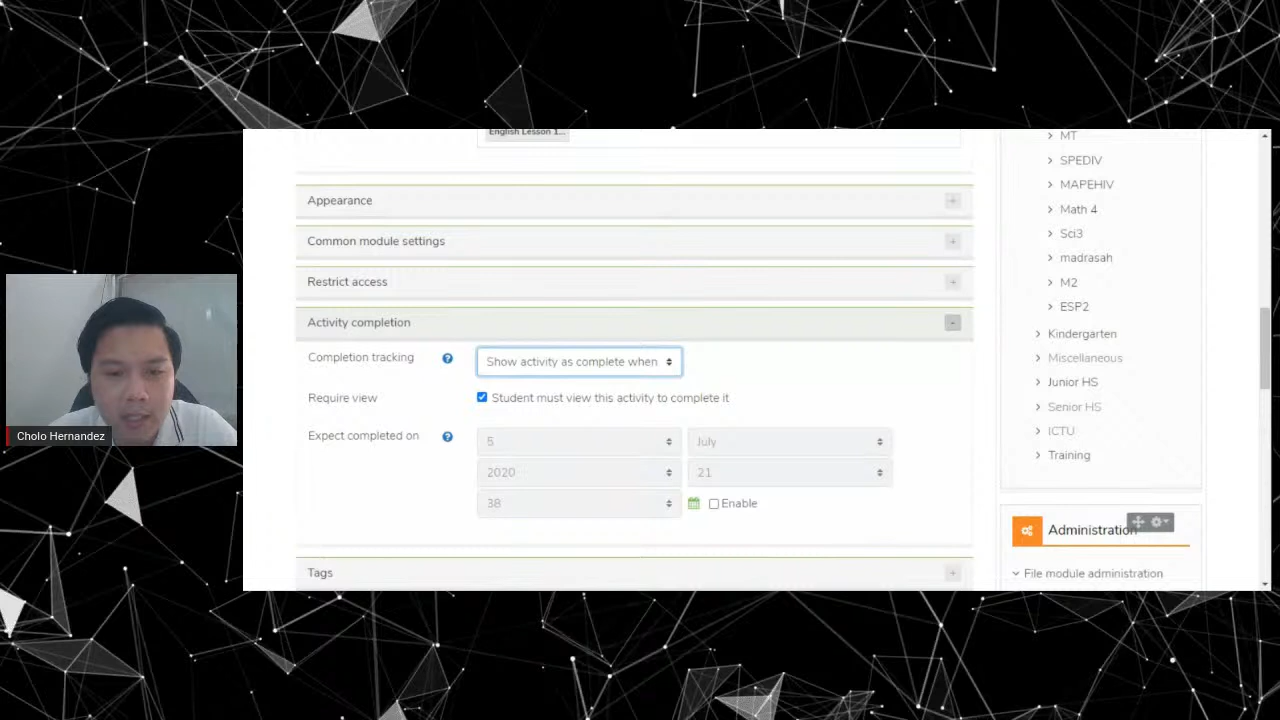 English Lesson 1...
Appearance
Common module settings
Restrict access
Activity completion
Completion tracking
Show activity as complete when
Require view
Student must view this activity to complete it
Expect completed on
5
July
2020
21
38
Enable
Tags
MT
SPEDIV
MAPEHIV
Math 4
Sci3
madrasah
M2
ESP2
Kindergarten
Miscellaneous
Junior HS
Senior HS
ICTU
Training
Administration
File module administration
Cholo Hernandez